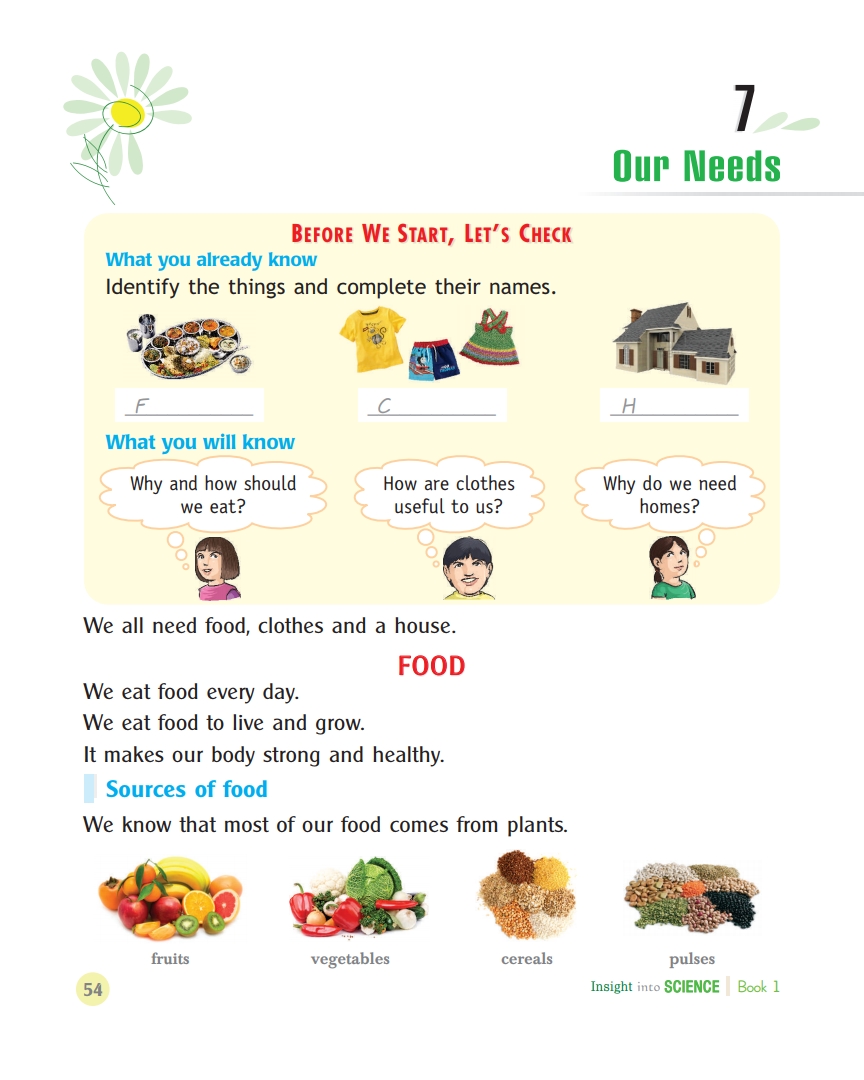 7
Our Needs
BEFORE WE START, LET'S CHECK
What you already know
Identify the things and complete their names.
F
C
H
What you will know
Why and how should
we eat?
How are clothes
useful to us?
Why do we need
homes?
We all need food, clothes and a house.
FOOD
We eat food every day.
We eat food to live and grow.
It makes our body strong and healthy.
Sources of food
We know that most of our food comes from plants.
fruits
vegetables
cereals
pulses
54
Insight into SCIENCE Book 1